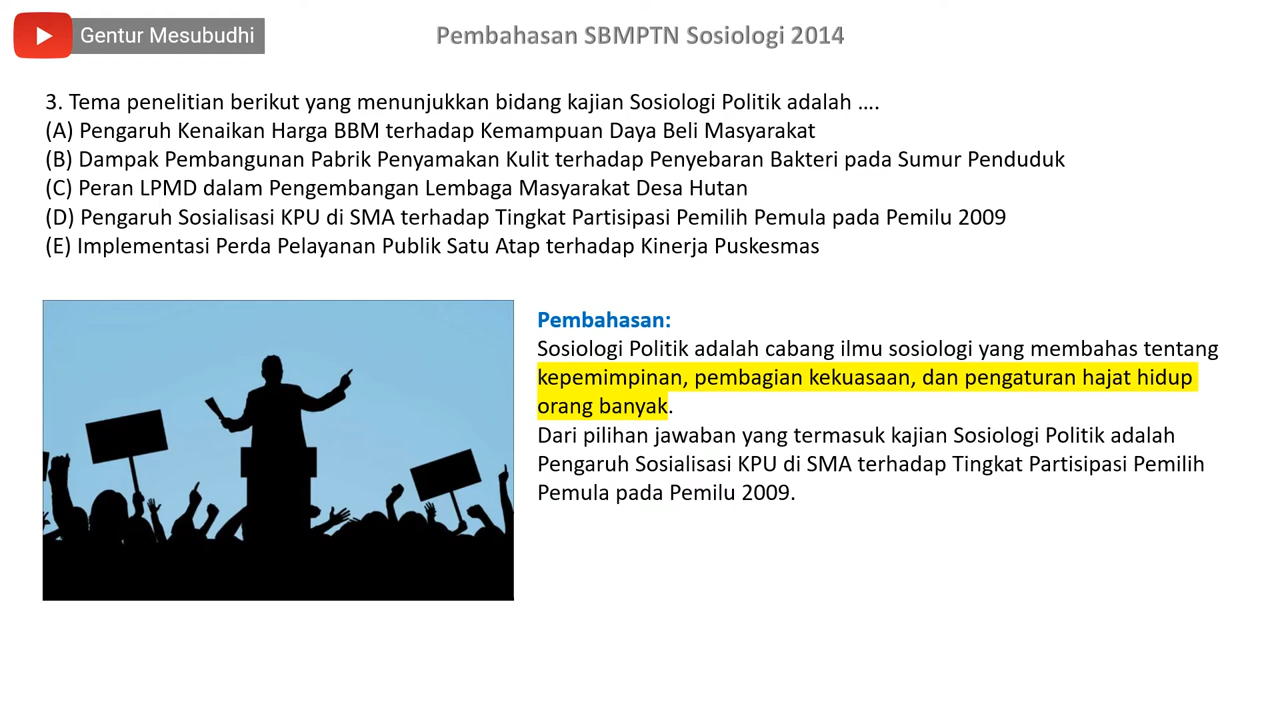 Gentur Mesubudhi
Pembahasan SBMPTN Sosiologi 2014
3. Tema penelitian berikut yang menunjukkan bidang kajian Sosiologi Politik adalah ....
(A) Pengaruh Kenaikan Harga BBM terhadap Kemampuan Daya Beli Masyarakat
(B) Dampak Pembangunan Pabrik Penyamakan Kulit terhadap Penyebaran Bakteri pada Sumur Penduduk
(C) Peran LPMD dalam Pengembangan Lembaga Masyarakat Desa Hutan
(D) Pengaruh Sosialisasi KPU di SMA terhadap Tingkat Partisipasi Pemilih Pemula pada Pemilu 2009
(E) Implementasi Perda Pelayanan Publik Satu Atap terhadap Kinerja Puskesmas
Pembahasan:
Sosiologi Politik adalah cabang ilmu sosiologi yang membahas tentang
kepemimpinan, pembagian kekuasaan, dan pengaturan hajat hidup
orang banyak.
Dari pilihan jawaban yang termasuk kajian Sosiologi Politik adalah
Pengaruh Sosialisasi KPU di SMA terhadap Tingkat Partisipasi Pemilih
Pemula pada Pemilu 2009.